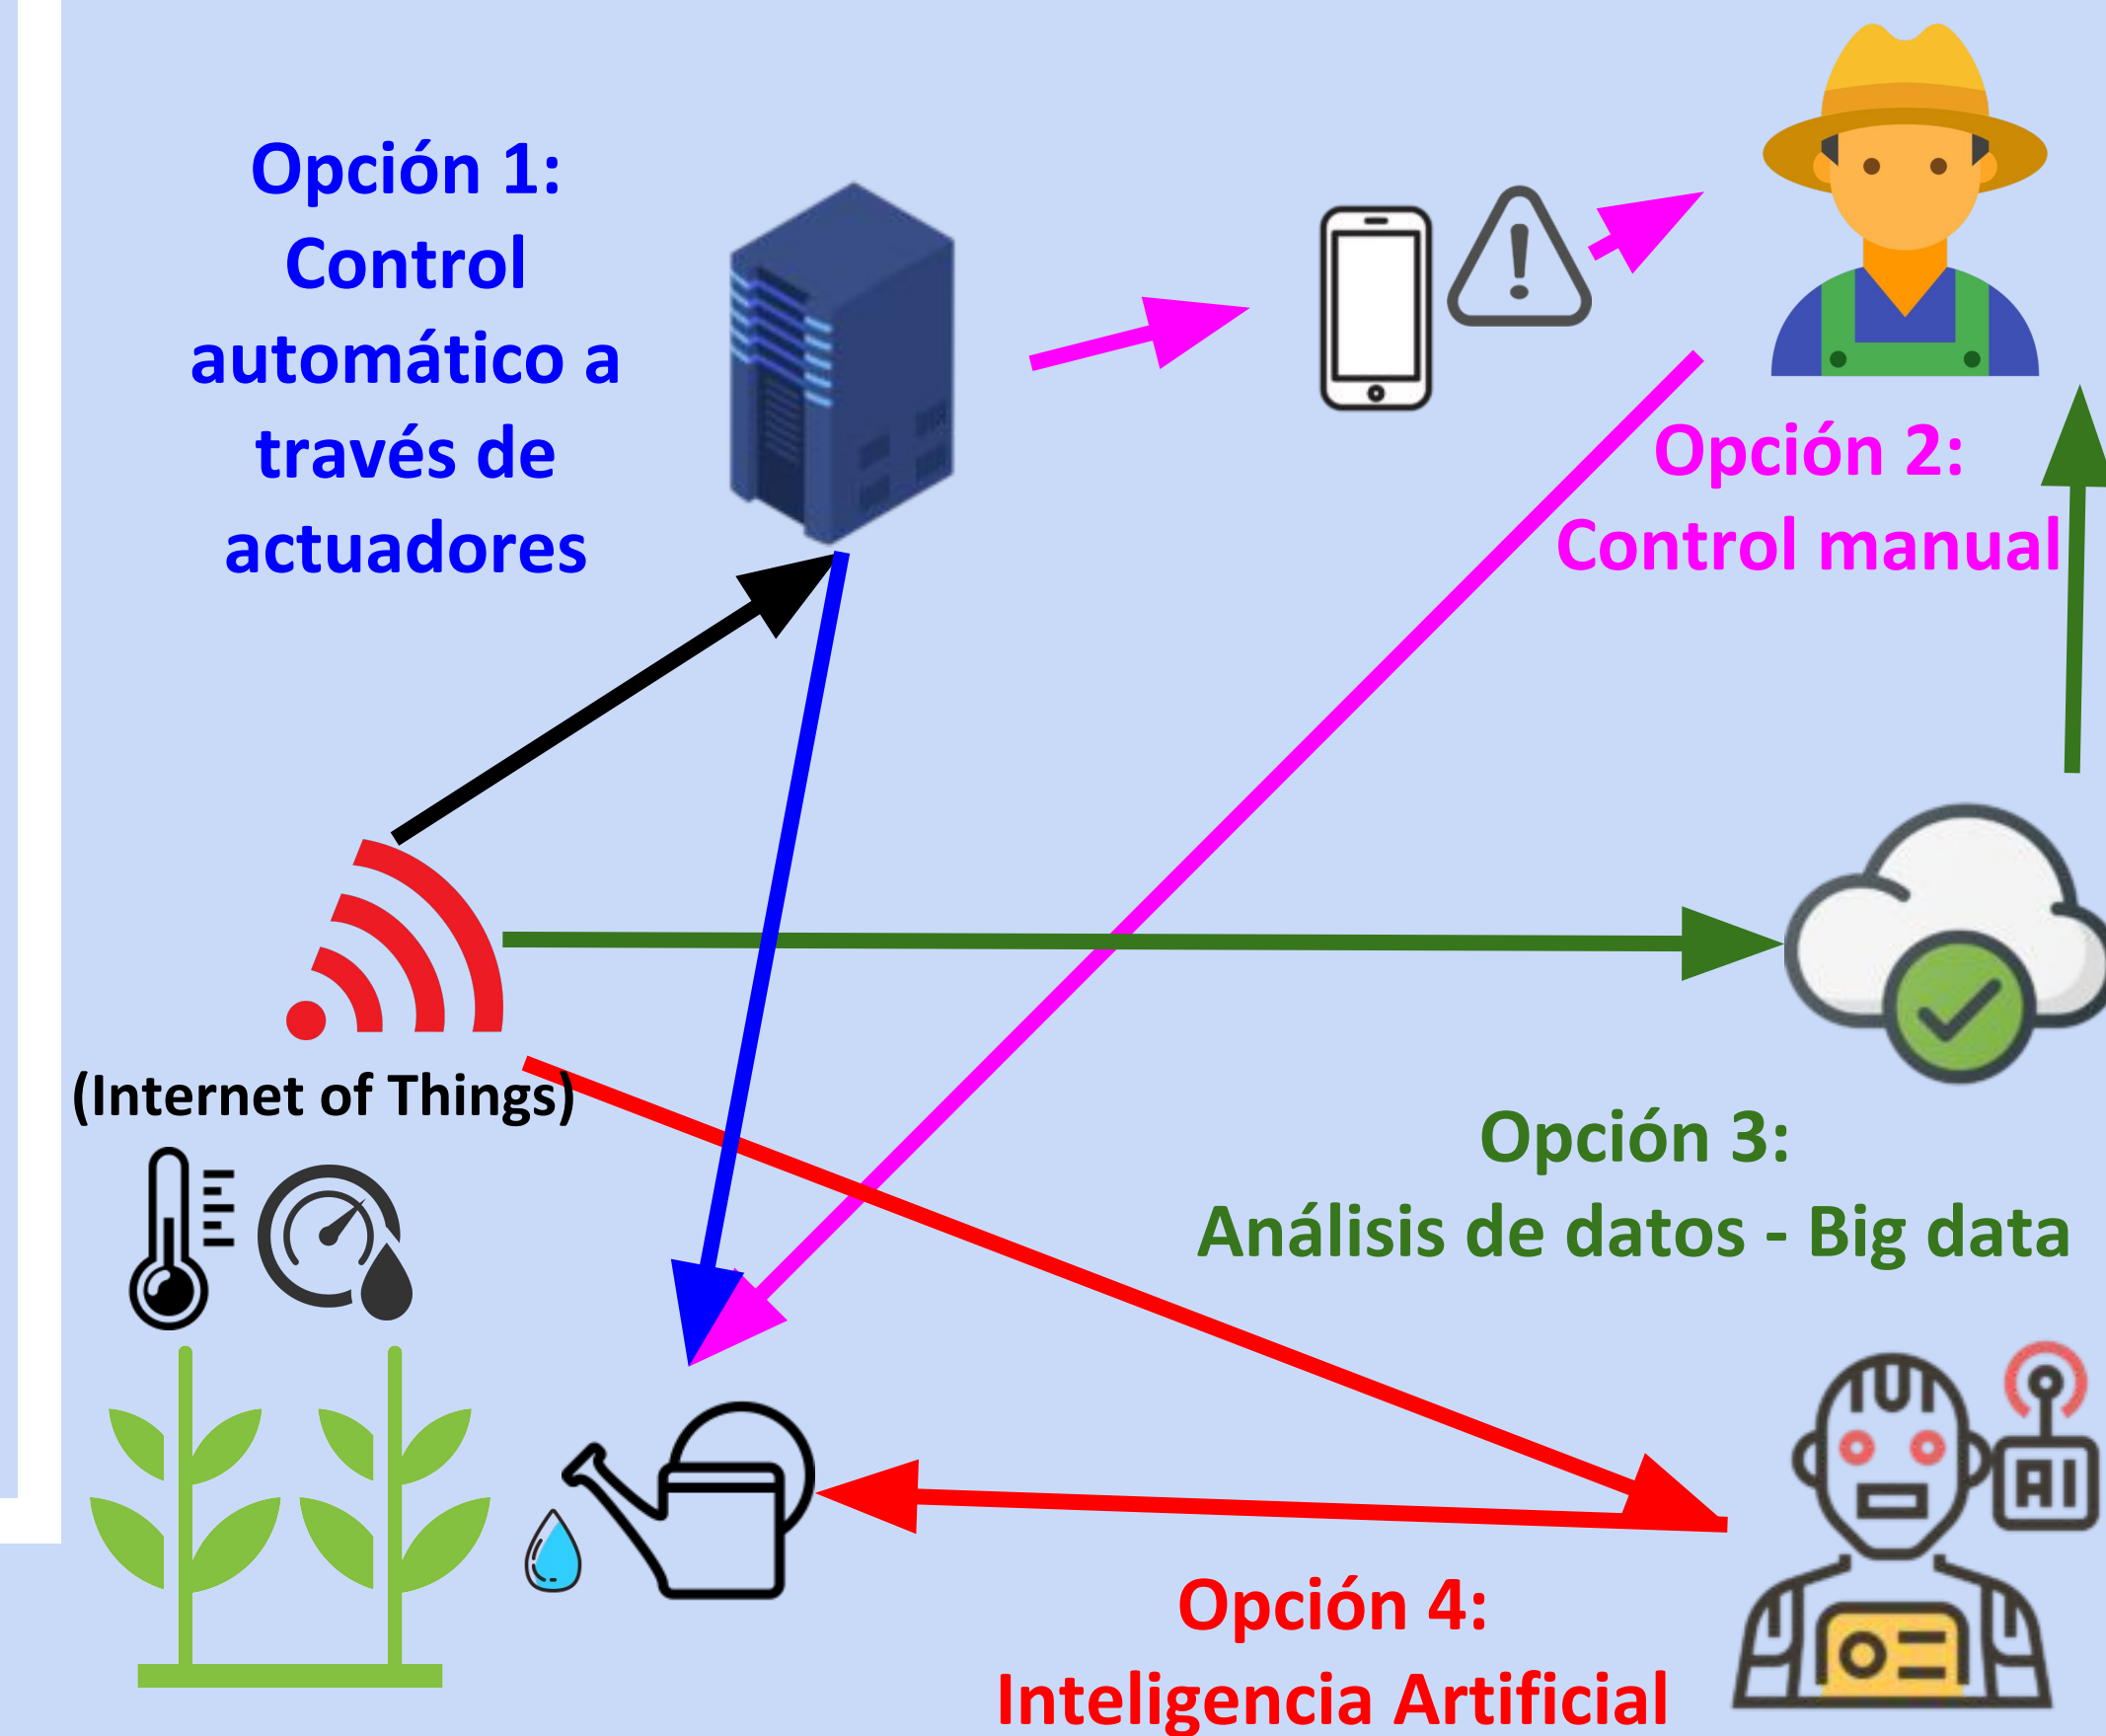 Opción 1:
Control
automático a
través de
actuadores
Opción 2:
Control manual
(Internet of Things)
Opción 3:
Análisis de datos - Big data
AI
Opción 4:
Inteligencia Artificial